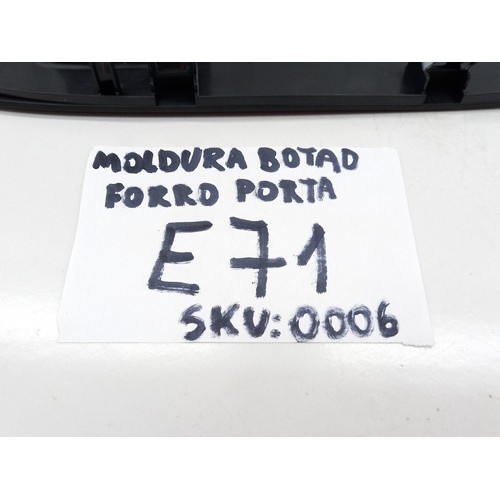 MOLDURA BOTAO
FORRO PORTA
E71
SKU: 0006